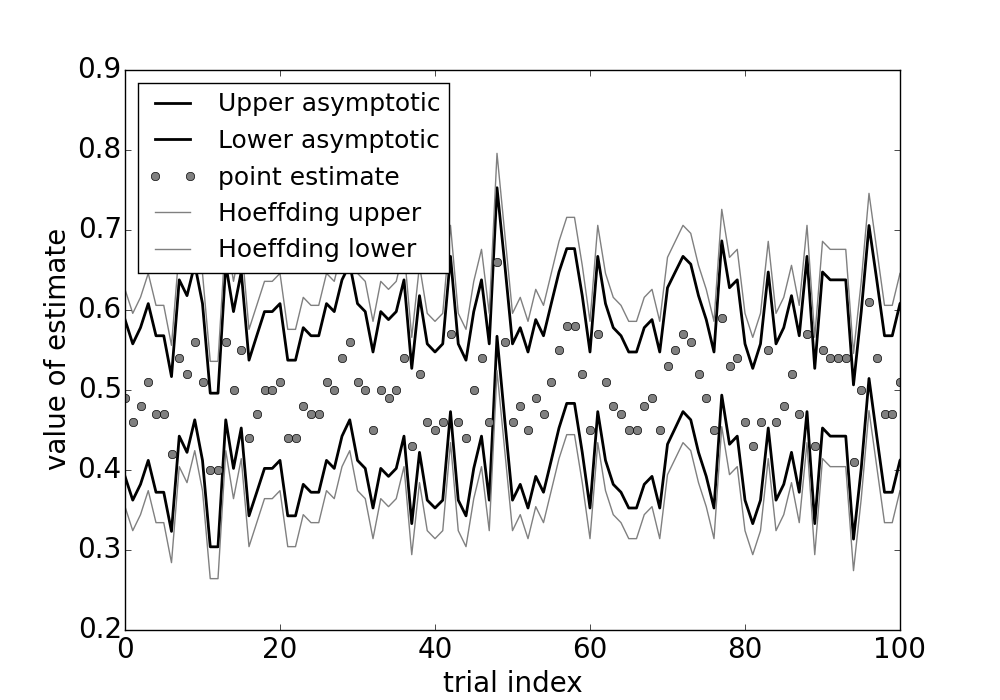 0.9
0.8
0.7
0.6
0.5
0.4
0.3
0.2
value of estimate
Upper asymptotic
Lower asymptotic
point estimate
Hoeffding upper
Hoeffding lower
0 20 40 60 80 100
trial index